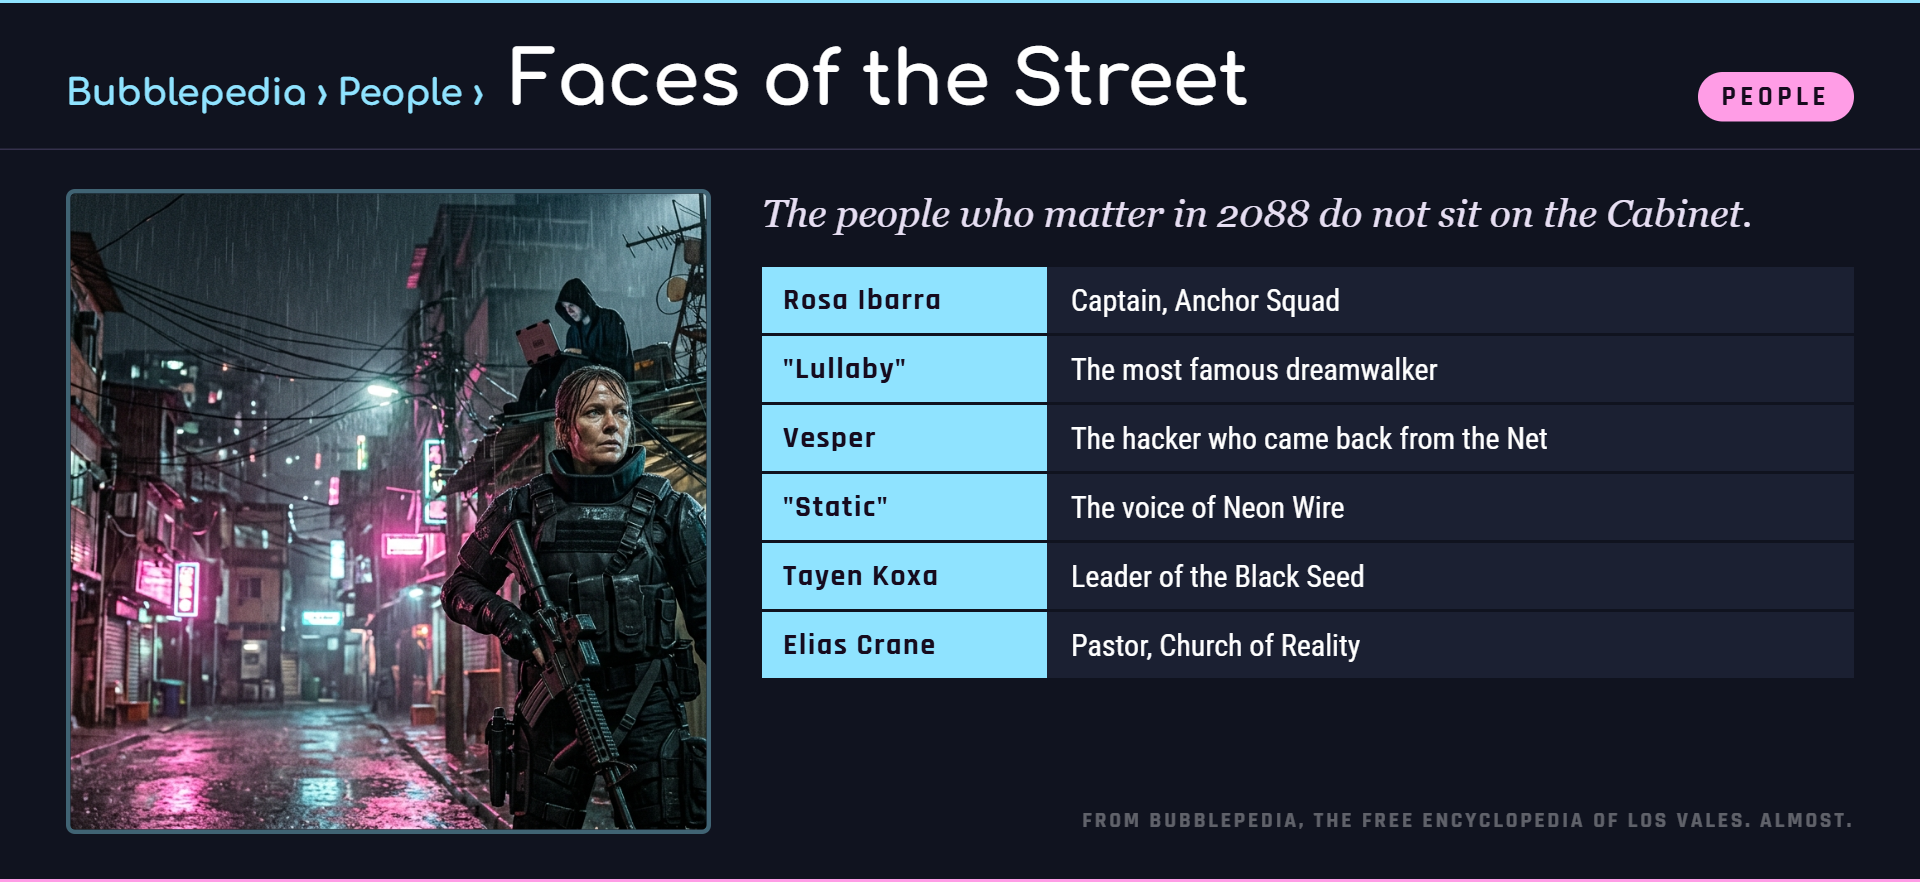 Bubblepedia › People › Faces of the Street
PEOPLE
The people who matter in 2088 do not sit on the Cabinet.
Rosa Ibarra Captain, Anchor Squad
"Lullaby" The most famous dreamwalker
Vesper The hacker who came back from the Net
"Static" The voice of Neon Wire
Tayen Koxa Leader of the Black Seed
Elias Crane Pastor, Church of Reality
FROM BUBBLEPEDIA, THE FREE ENCYCLOPEDIA OF LOS VALES. ALMOST.